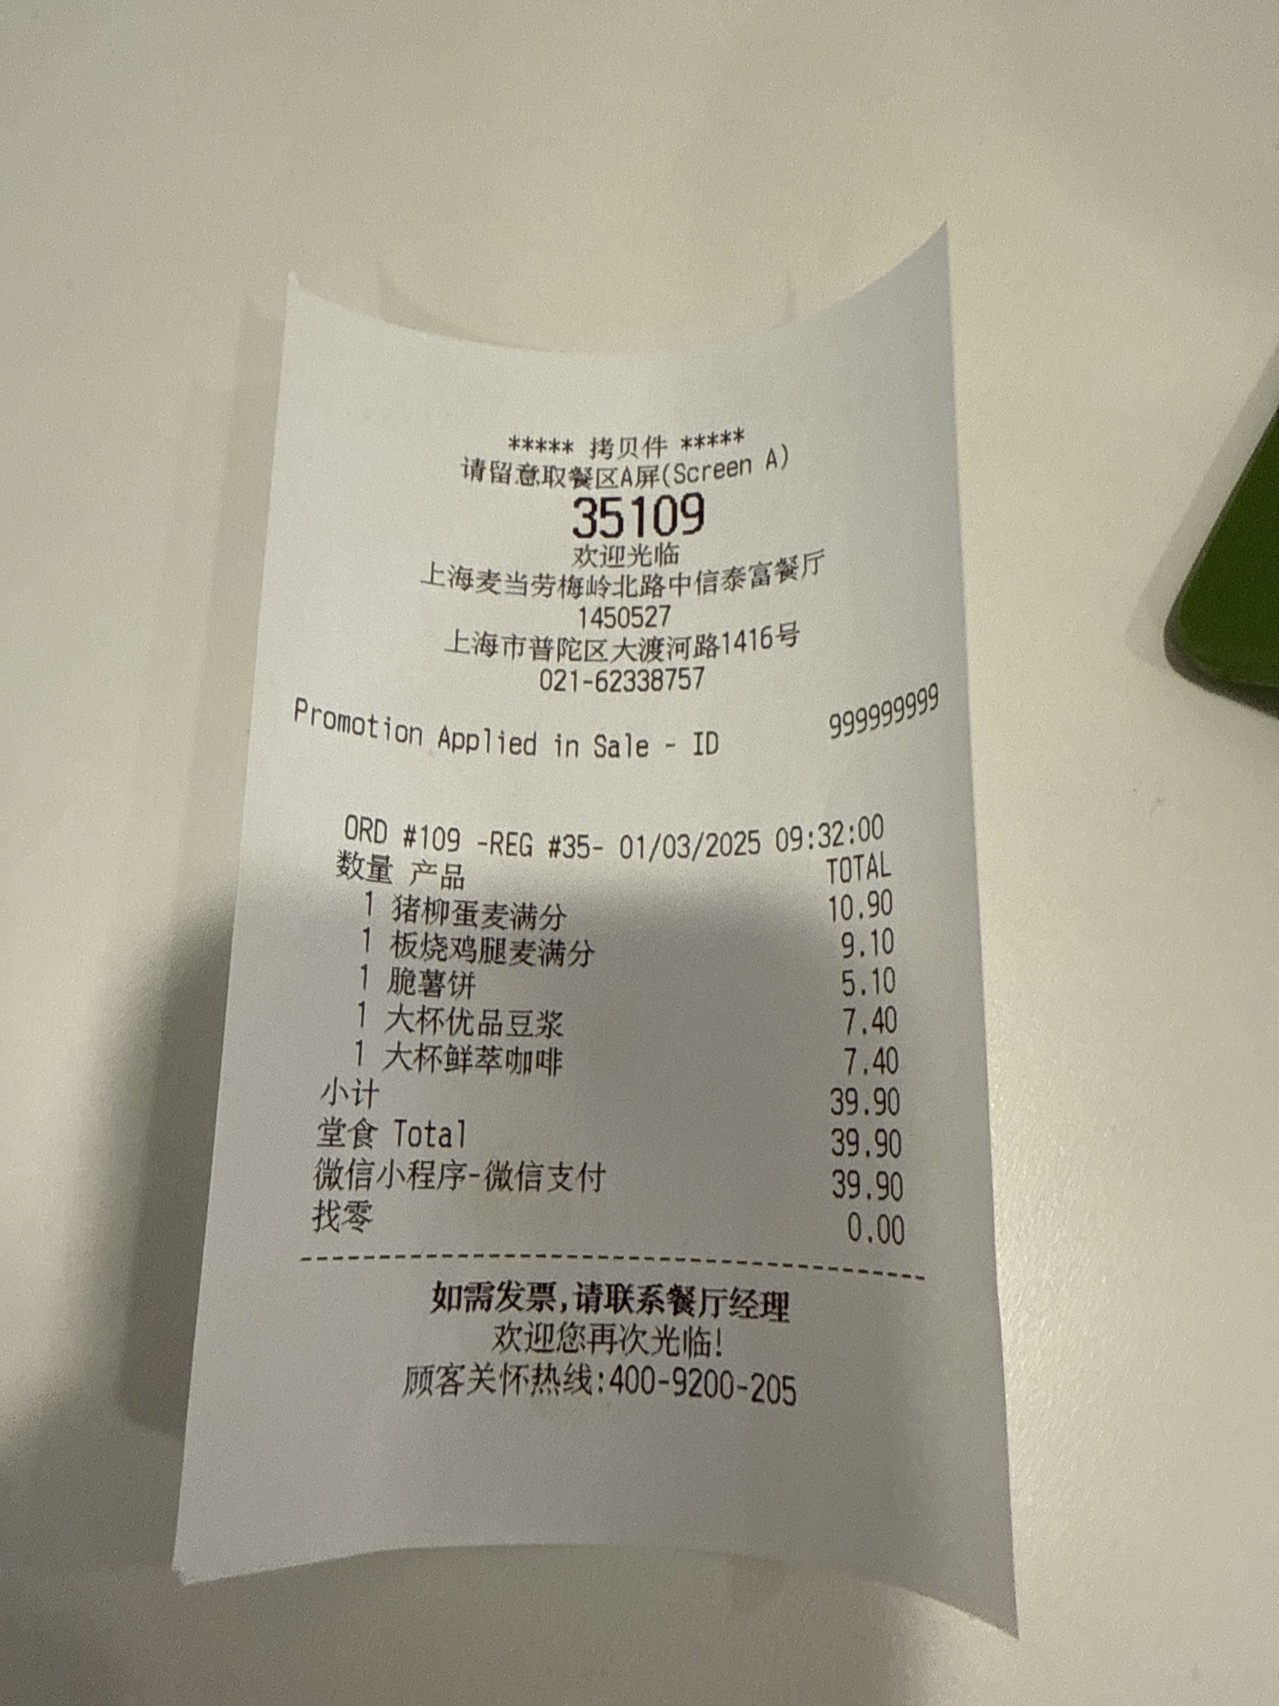 ***** 拷贝件 *****
请留意取餐区A屏(Screen A)
35109
欢迎光临
上海麦当劳梅岭北路中信泰富餐厅
1450527
上海市普陀区大渡河路1416号
021-62338757
Promotion Applied in Sale - ID 999999999
ORD #109 -REG #35- 01/03/2025 09:32:00
数量 产品 TOTAL
1 猪柳蛋麦满分 10.90
1 板烧鸡腿麦满分 9.10
1 脆薯饼 5.10
1 大杯优品豆浆 7.40
1 大杯鲜萃咖啡 7.40
小计 39.90
堂食 Total 39.90
微信小程序-微信支付 39.90
找零 0.00
--------------------------------
如需发票,请联系餐厅经理
欢迎您再次光临!
顾客关怀热线:400-9200-205